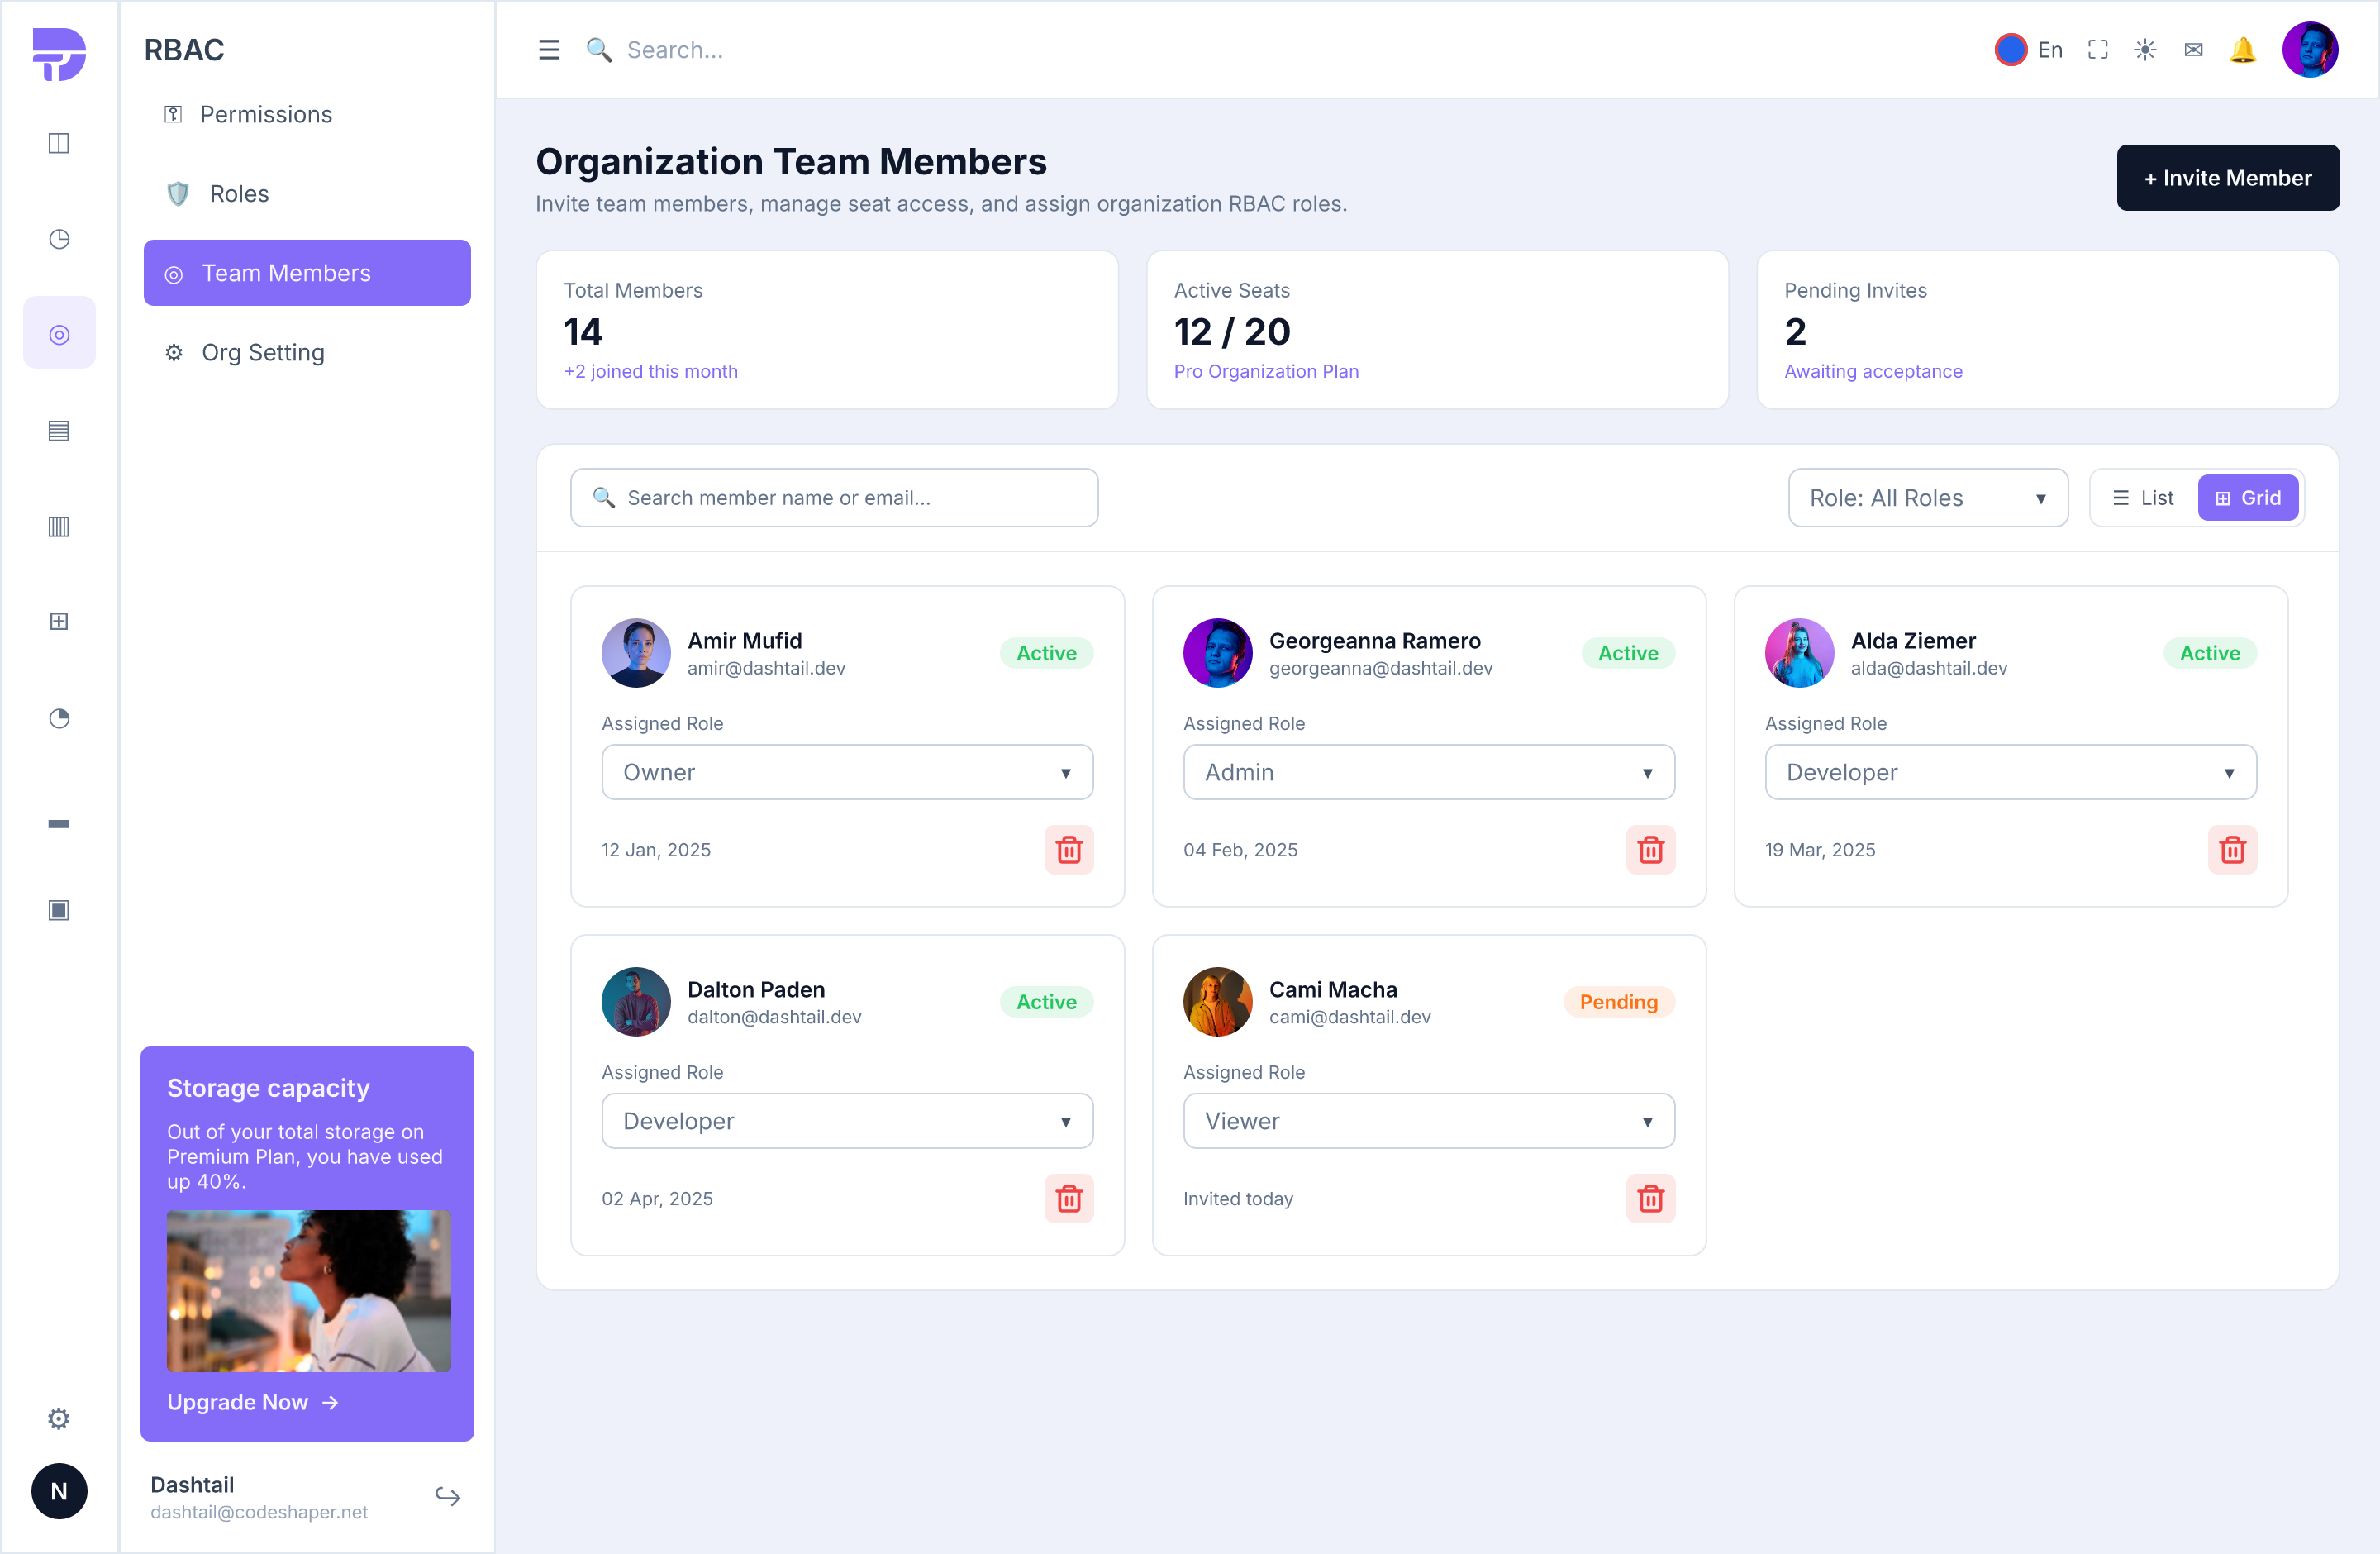 RBAC
Permissions
Roles
Team Members
Org Setting
Storage capacity
Out of your total storage on
Premium Plan, you have used
up 40%.
Upgrade Now →
N
Dashtail
dashtail@codeshaper.net
Search...
En
Organization Team Members
Invite team members, manage seat access, and assign organization RBAC roles.
+ Invite Member
Total Members
14
+2 joined this month
Active Seats
12 / 20
Pro Organization Plan
Pending Invites
2
Awaiting acceptance
Search member name or email...
Role: All Roles
List
Grid
Amir Mufid
amir@dashtail.dev
Active
Assigned Role
Owner
12 Jan, 2025
Georgeanna Ramero
georgeanna@dashtail.dev
Active
Assigned Role
Admin
04 Feb, 2025
Alda Ziemer
alda@dashtail.dev
Active
Assigned Role
Developer
19 Mar, 2025
Dalton Paden
dalton@dashtail.dev
Active
Assigned Role
Developer
02 Apr, 2025
Cami Macha
cami@dashtail.dev
Pending
Assigned Role
Viewer
Invited today